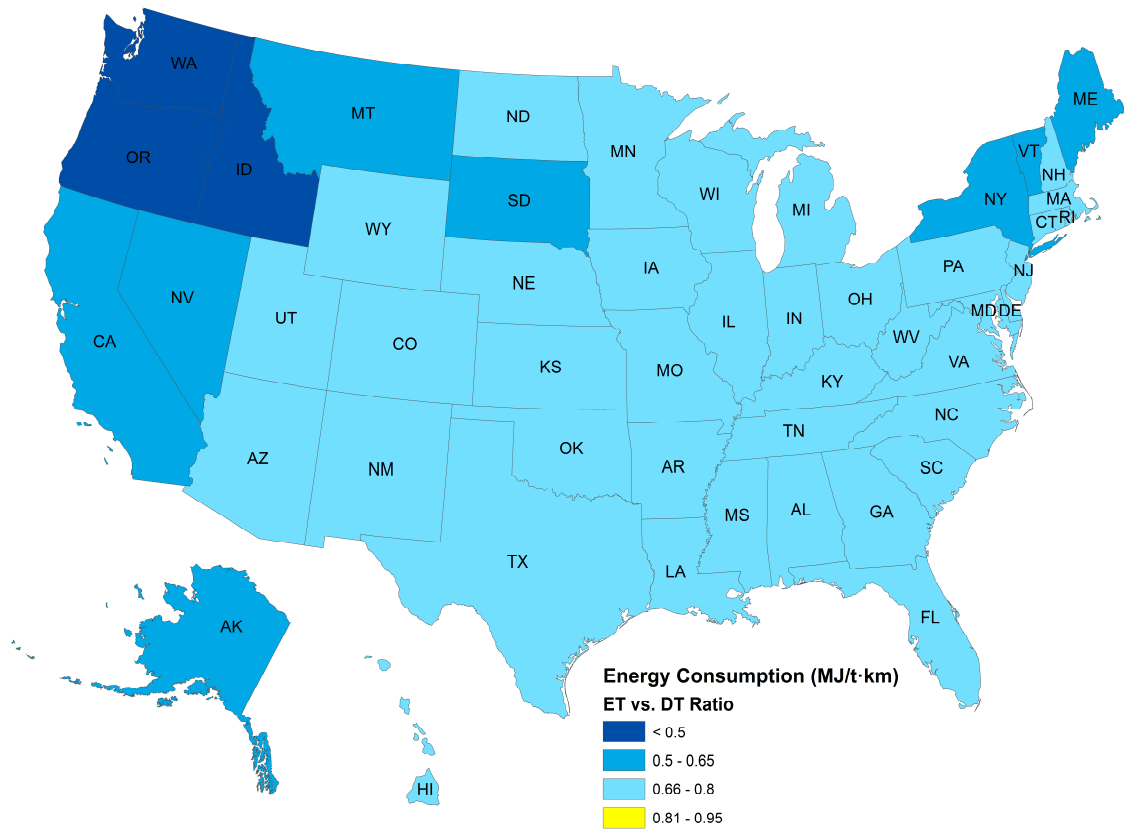 WA
MT
ND
ME
OR
ID
MN
VT
NH
SD
WI
MI
NY
MA
CT
RI
WY
NE
IA
PA
NJ
NV
UT
CO
IL
IN
OH
MD
DE
WV
CA
KS
MO
KY
VA
NC
AZ
NM
OK
AR
TN
SC
MS
AL
GA
TX
LA
FL
AK
HI
Energy Consumption (MJ/t·km)
ET vs. DT Ratio
< 0.5
0.5 - 0.65
0.66 - 0.8
0.81 - 0.95